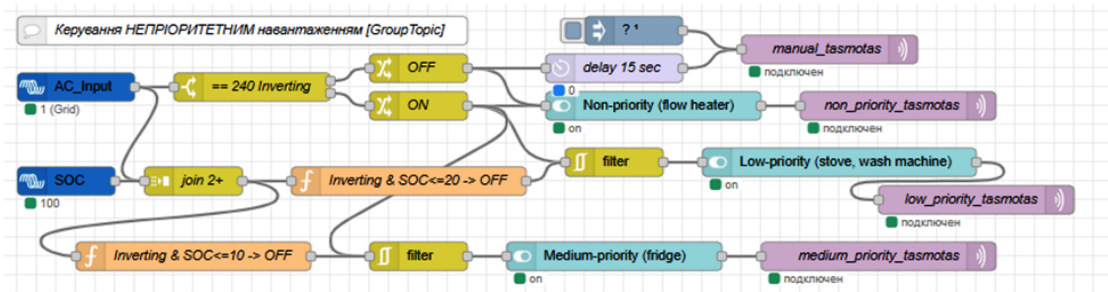 Керування НЕПРІОРИТЕТНИМ навантаженням [GroupTopic]
? ¹
manual_tasmotas
подключен
AC_Input
1 (Grid)
== 240 Inverting
OFF
ON
delay 15 sec
0
Non-priority (flow heater)
on
non_priority_tasmotas
подключен
SOC
100
join 2+
Inverting & SOC<=20 -> OFF
filter
Low-priority (stove, wash machine)
on
low_priority_tasmotas
подключен
Inverting & SOC<=10 -> OFF
filter
Medium-priority (fridge)
on
medium_priority_tasmotas
подключен